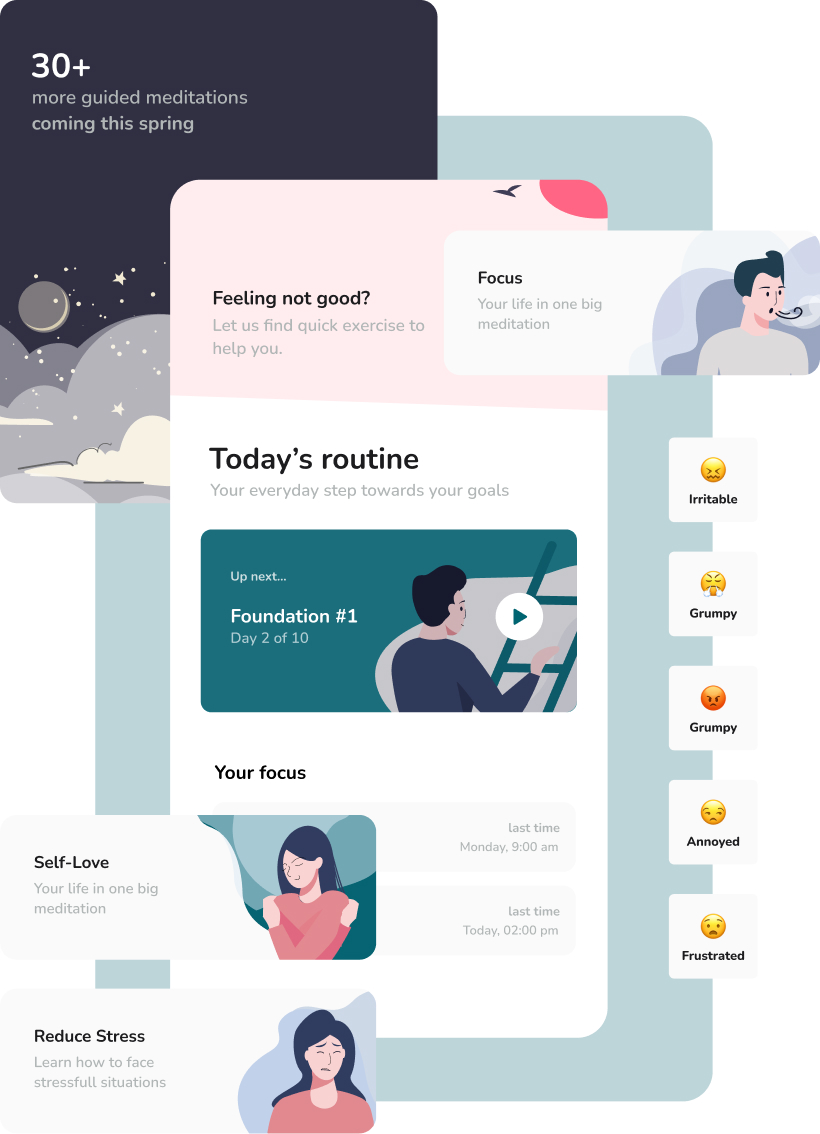 30+
more guided meditations
coming this spring
Feeling not good?
Let us find quick exercise to
help you.
Focus
Your life in one big
meditation
Today’s routine
Your everyday step towards your goals
Up next...
Foundation #1
Day 2 of 10
Irritable
Grumpy
Grumpy
Annoyed
Frustrated
Your focus
last time
Monday, 9:00 am
last time
Today, 02:00 pm
Self-Love
Your life in one big
meditation
Reduce Stress
Learn how to face
stressfull situations